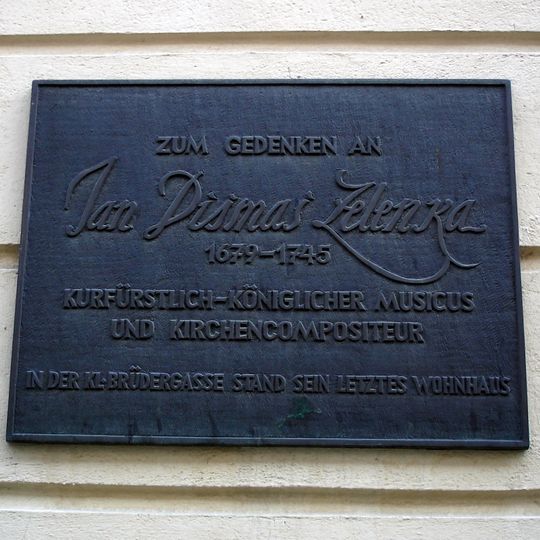 ZUM GEDENKEN AN
Jan Dismas Zelenka
1679–1745
KURFÜRSTLICH-KÖNIGLICHER MUSICUS
UND KIRCHENCOMPOSITEUR
IN DER KL. BRÜDERGASSE STAND SEIN LETZTES WOHNHAUS